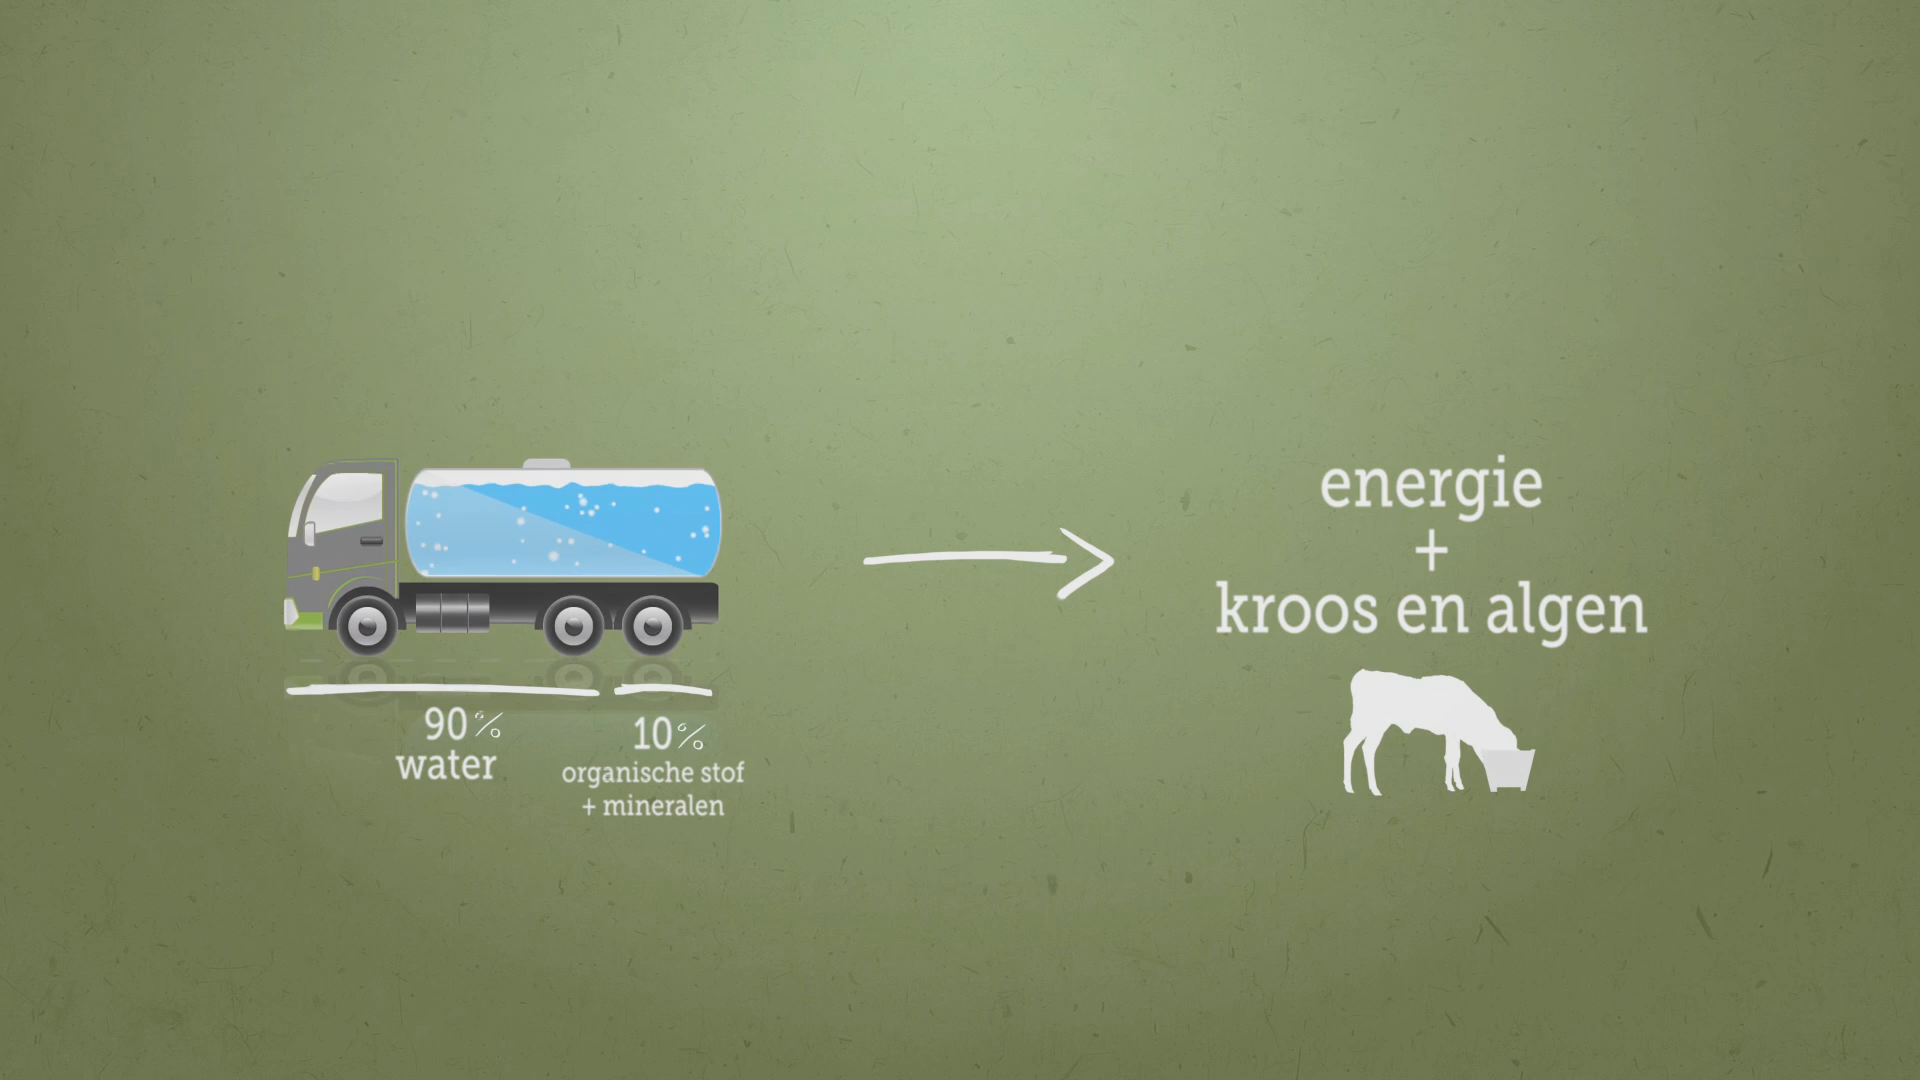 90%
water
10%
organische stof
+ mineralen
energie
+
kroos en algen